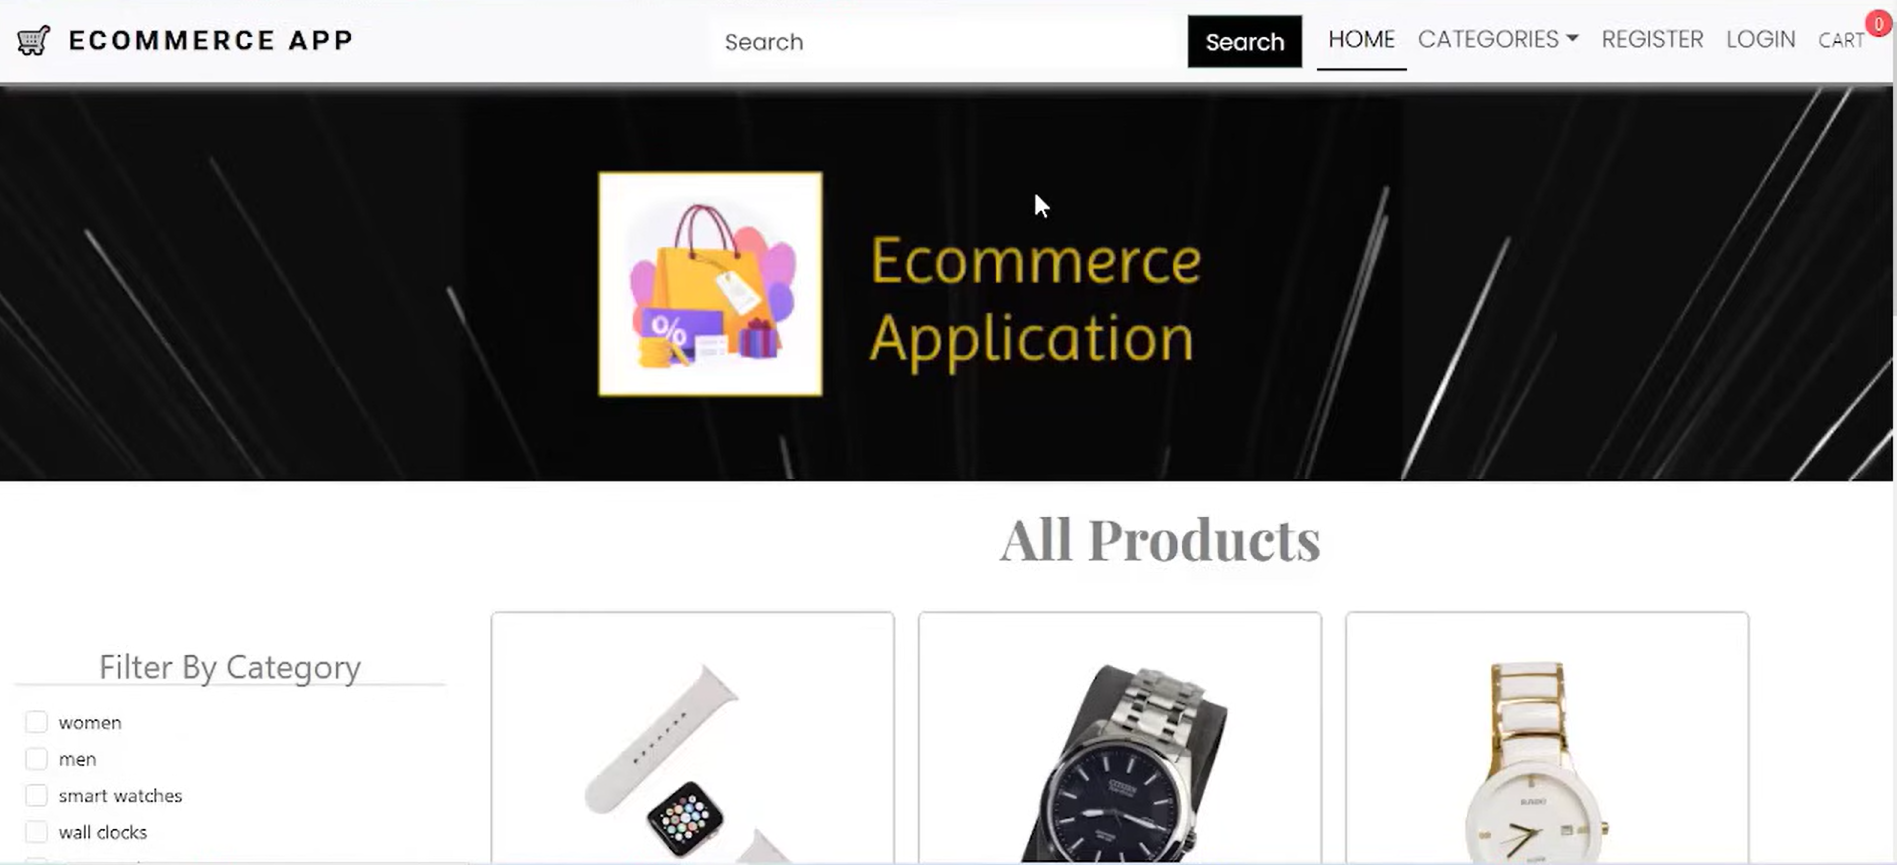 ECOMMERCE APP Search Search HOME CATEGORIES REGISTER LOGIN CART 0
%
Ecommerce
Application
All Products
Filter By Category
women
men
smart watches
wall clocks
CITIZEN
RADO